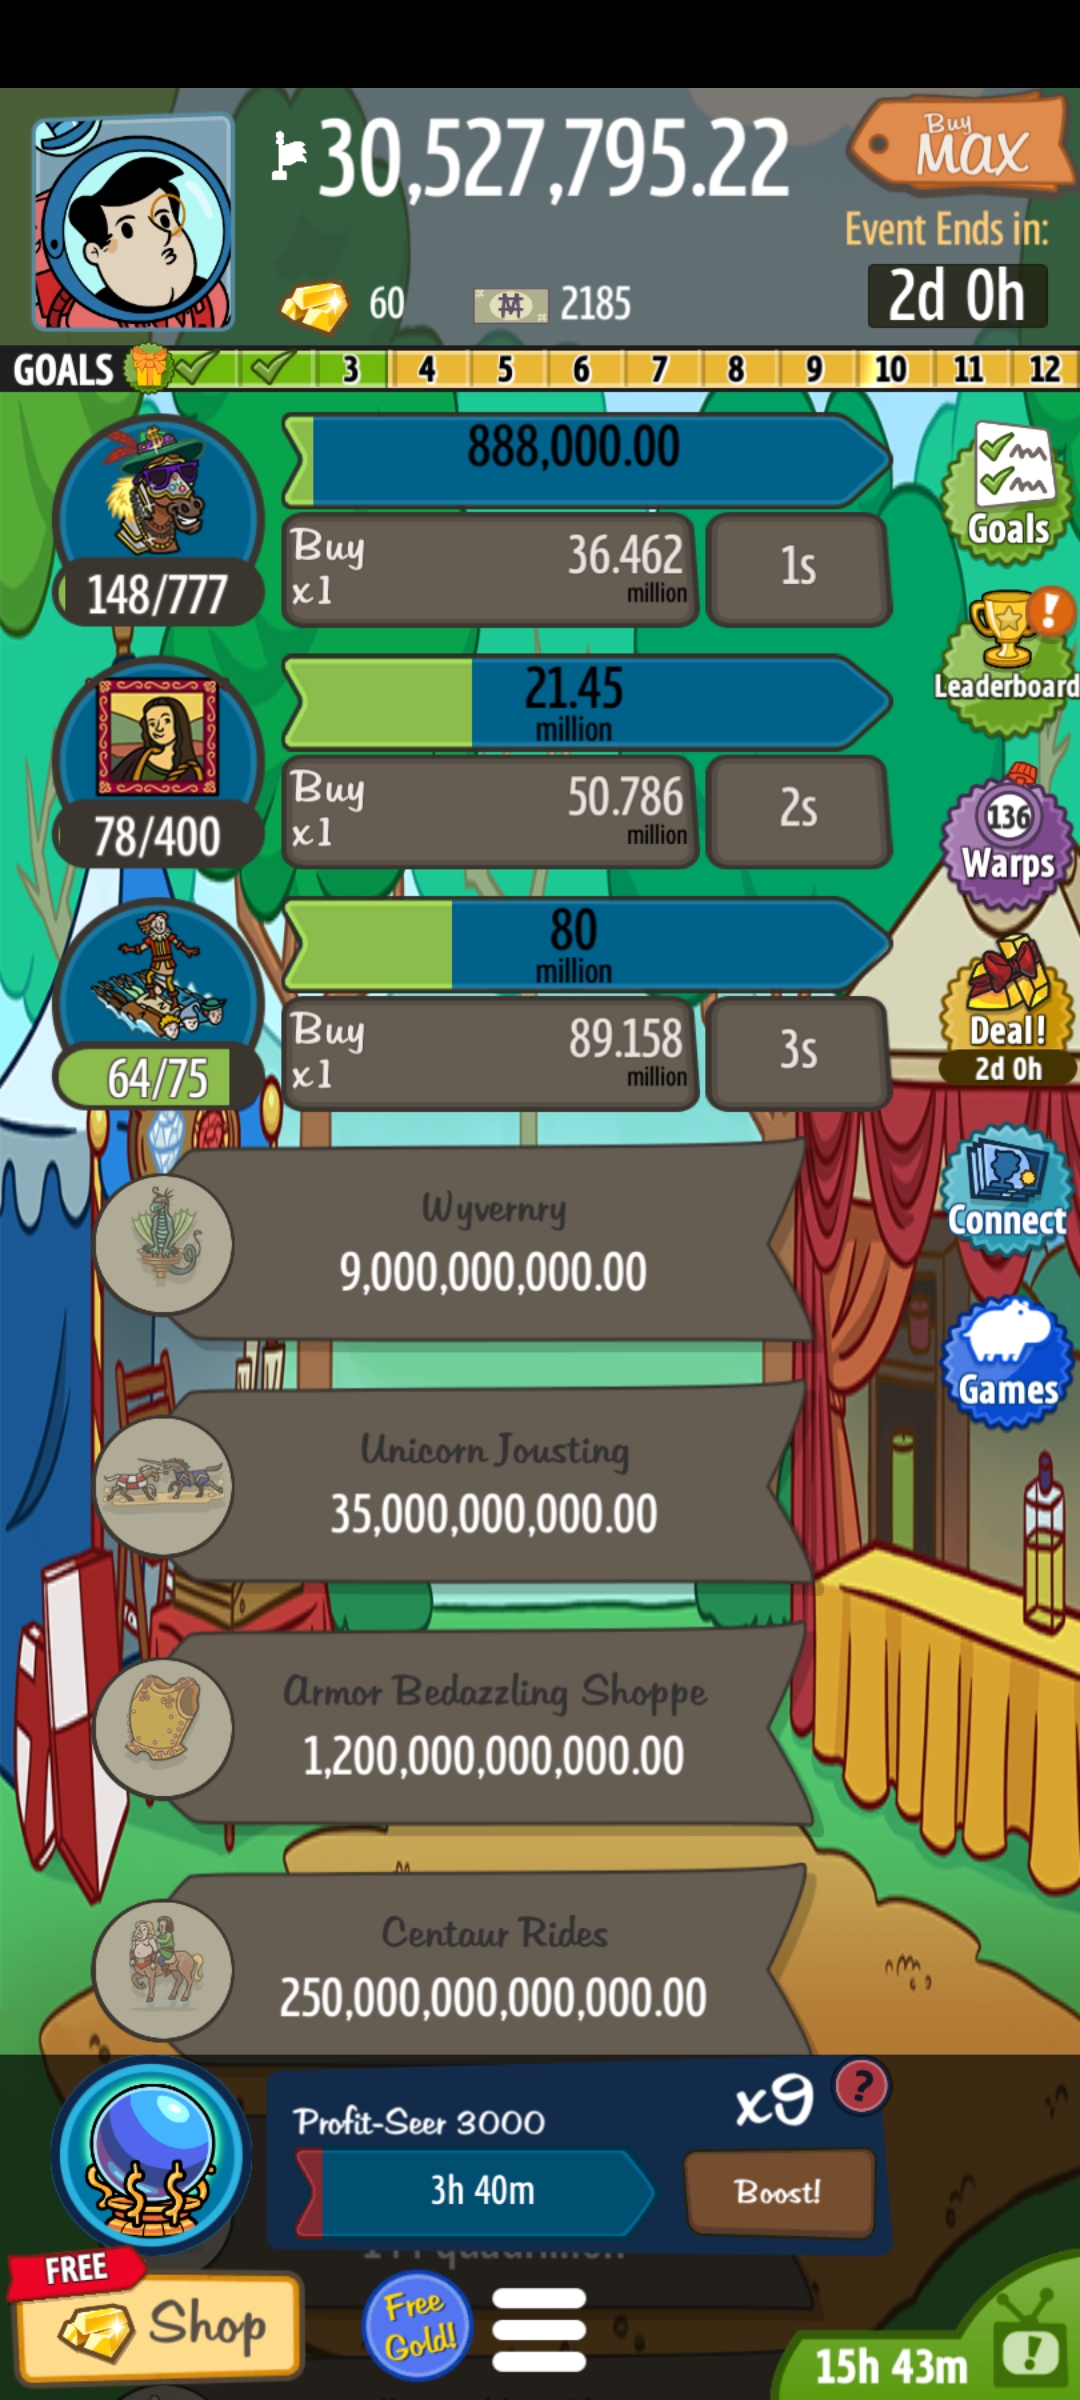 30,527,795.22
Buy
MAX
Event Ends in:
2d 0h
60
2185
GOALS 3 4 5 6 7 8 9 10 11 12
888,000.00
Buy
x1
36.462
million
1s
148/777
Goals
21.45
million
Buy
x1
50.786
million
2s
78/400
Leaderboard
136
Warps
80
million
Buy
x1
89.158
million
3s
64/75
Deal!
2d 0h
Connect
Wyvernry
9,000,000,000.00
Games
Unicorn Jousting
35,000,000,000.00
Armor Bedazzling Shoppe
1,200,000,000,000.00
Centaur Rides
250,000,000,000,000.00
Profit-Seer 3000
x9
?
3h 40m
Boost!
FREE
Shop
Free
Gold!
15h 43m